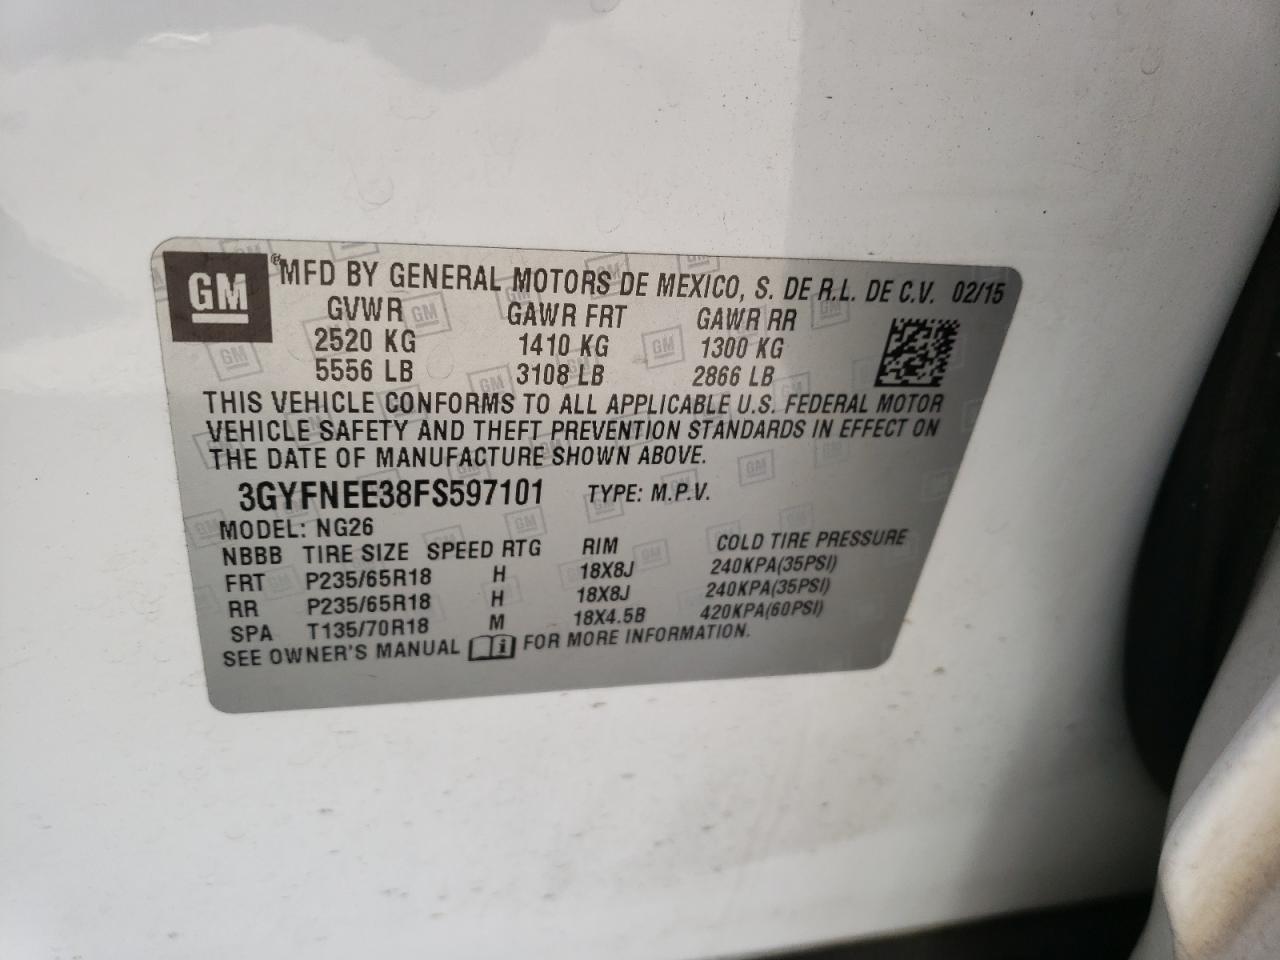 GM ® MFD BY GENERAL MOTORS DE MEXICO, S. DE R.L. DE C.V. 02/15
GVWR GAWR FRT GAWR RR
2520 KG 1410 KG 1300 KG
5556 LB 3108 LB 2866 LB
THIS VEHICLE CONFORMS TO ALL APPLICABLE U.S. FEDERAL MOTOR
VEHICLE SAFETY AND THEFT PREVENTION STANDARDS IN EFFECT ON
THE DATE OF MANUFACTURE SHOWN ABOVE.
3GYFNEE38FS597101 TYPE: M.P.V.
MODEL: NG26
NBBB TIRE SIZE SPEED RTG RIM COLD TIRE PRESSURE
FRT P235/65R18 H 18X8J 240KPA(35PSI)
RR P235/65R18 H 18X8J 240KPA(35PSI)
SPA T135/70R18 M 18X4.5B 420KPA(60PSI)
SEE OWNER'S MANUAL i FOR MORE INFORMATION.